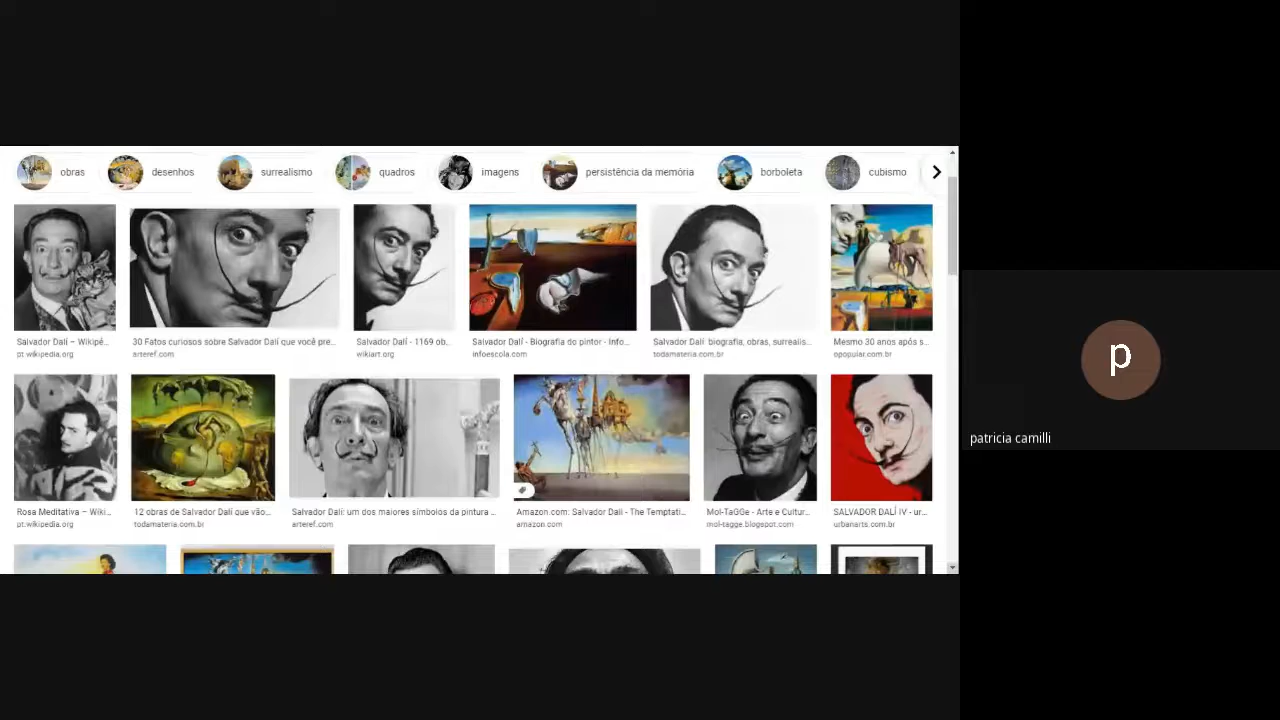 obras
desenhos
surrealismo
quadros
imagens
persistência da memória
borboleta
cubismo
Salvador Dalí – Wikipé...
pt.wikipedia.org
30 Fatos curiosos sobre Salvador Dalí que você pre...
arteref.com
Salvador Dalí - 1169 ob...
wikiart.org
Salvador Dalí - Biografia do pintor - Info...
infoescola.com
Salvador Dalí: biografia, obras, surrealis...
todamateria.com.br
Mesmo 30 anos após s...
opopular.com.br
Rosa Meditativa – Wiki...
pt.wikipedia.org
12 obras de Salvador Dalí que vão...
todamateria.com.br
Salvador Dalí: um dos maiores símbolos da pintura ...
arteref.com
Amazon.com: Salvador Dali - The Temptati...
amazon.com
Mol-TaGGe - Arte e Cultur...
mol-tagge.blogspot.com
SALVADOR DALÍ IV - ur...
urbanarts.com.br
p
patricia camilli